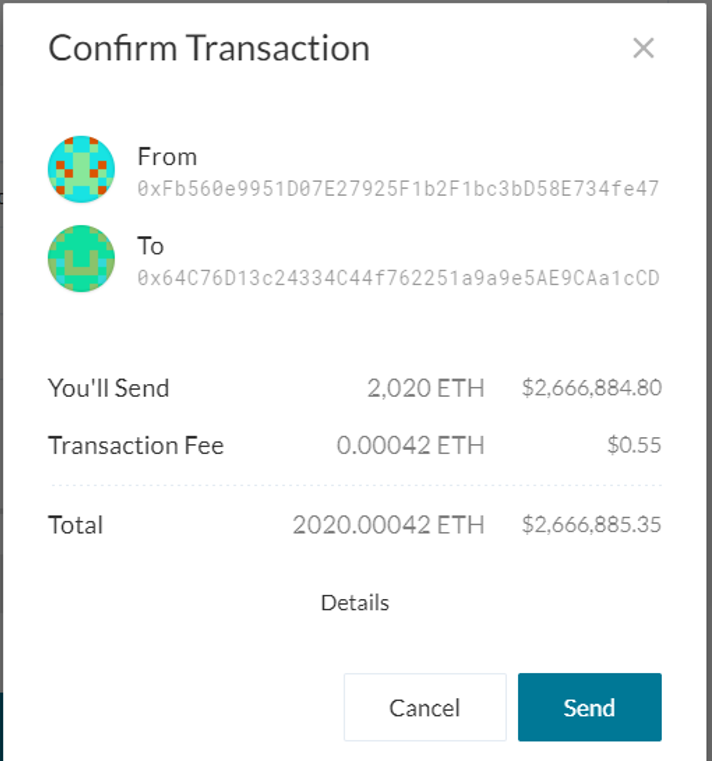 Confirm Transaction
From
0xFb560e9951D07E27925F1b2F1bc3bD58E734fe47
To
0x64C76D13c24334C44f762251a9a9e5AE9CAa1cCD
You'll Send 2,020 ETH $2,666,884.80
Transaction Fee 0.00042 ETH $0.55
Total 2020.00042 ETH $2,666,885.35
Details
Cancel Send